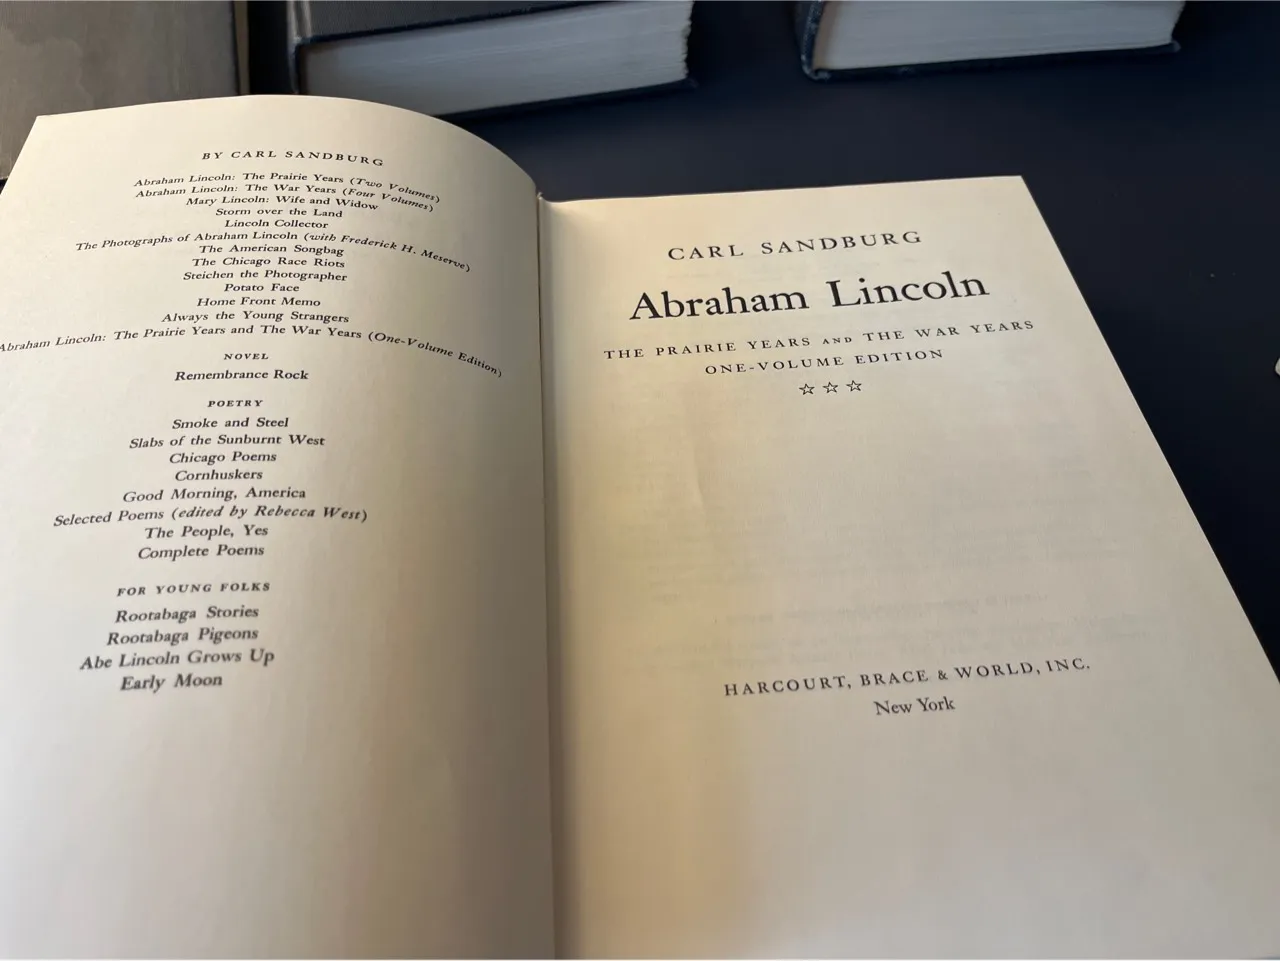 BY CARL SANDBURG
Abraham Lincoln: The Prairie Years (Two Volumes)
Abraham Lincoln: The War Years (Four Volumes)
Mary Lincoln: Wife and Widow
Storm over the Land
Lincoln Collector
The Photographs of Abraham Lincoln (with Frederick H. Meserve)
The American Songbag
The Chicago Race Riots
Steichen the Photographer
Potato Face
Home Front Memo
Always the Young Strangers
Abraham Lincoln: The Prairie Years and The War Years (One-Volume Edition)
NOVEL
Remembrance Rock
POETRY
Smoke and Steel
Slabs of the Sunburnt West
Chicago Poems
Cornhuskers
Good Morning, America
Selected Poems (edited by Rebecca West)
The People, Yes
Complete Poems
FOR YOUNG FOLKS
Rootabaga Stories
Rootabaga Pigeons
Abe Lincoln Grows Up
Early Moon
CARL SANDBURG
Abraham Lincoln
THE PRAIRIE YEARS AND THE WAR YEARS
ONE-VOLUME EDITION
☆ ☆ ☆
HARCOURT, BRACE & WORLD, INC.
New York